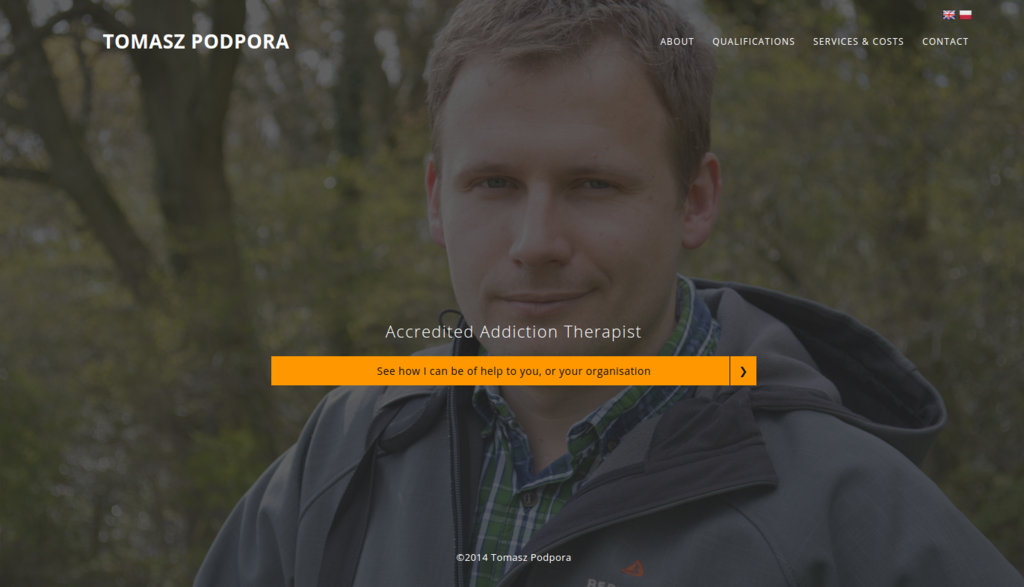 TOMASZ PODPORA
ABOUT QUALIFICATIONS SERVICES & COSTS CONTACT
Accredited Addiction Therapist
See how I can be of help to you, or your organisation ❯
©2014 Tomasz Podpora